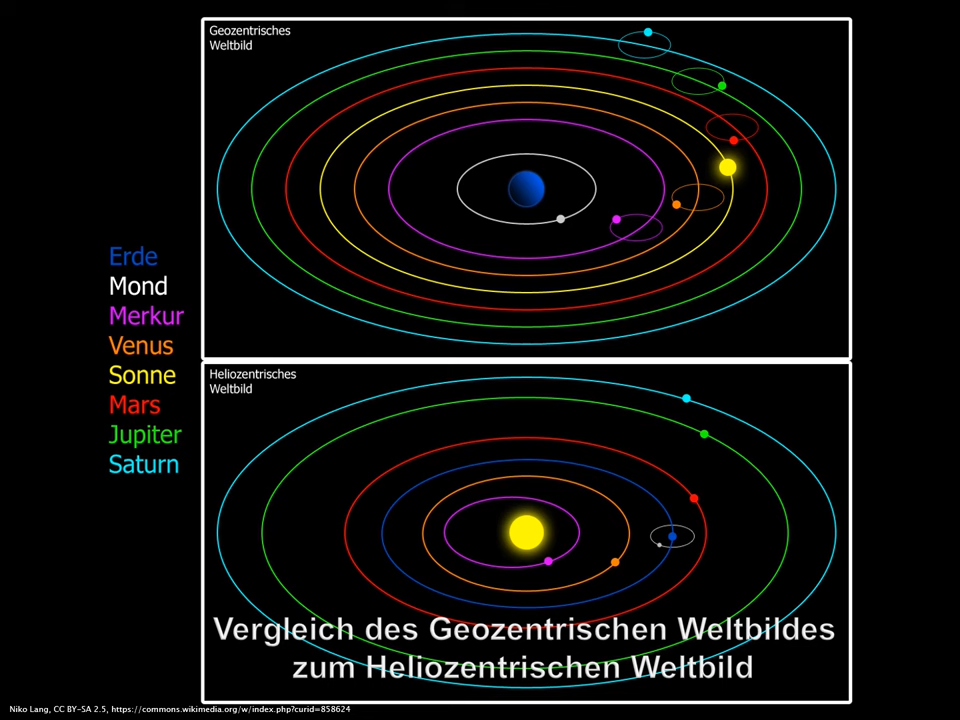 Geozentrisches
Weltbild
Erde
Mond
Merkur
Venus
Sonne
Mars
Jupiter
Saturn
Heliozentrisches
Weltbild
Vergleich des Geozentrischen Weltbildes
zum Heliozentrischen Weltbild
Niko Lang, CC BY-SA 2.5, https://commons.wikimedia.org/w/index.php?curid=858624